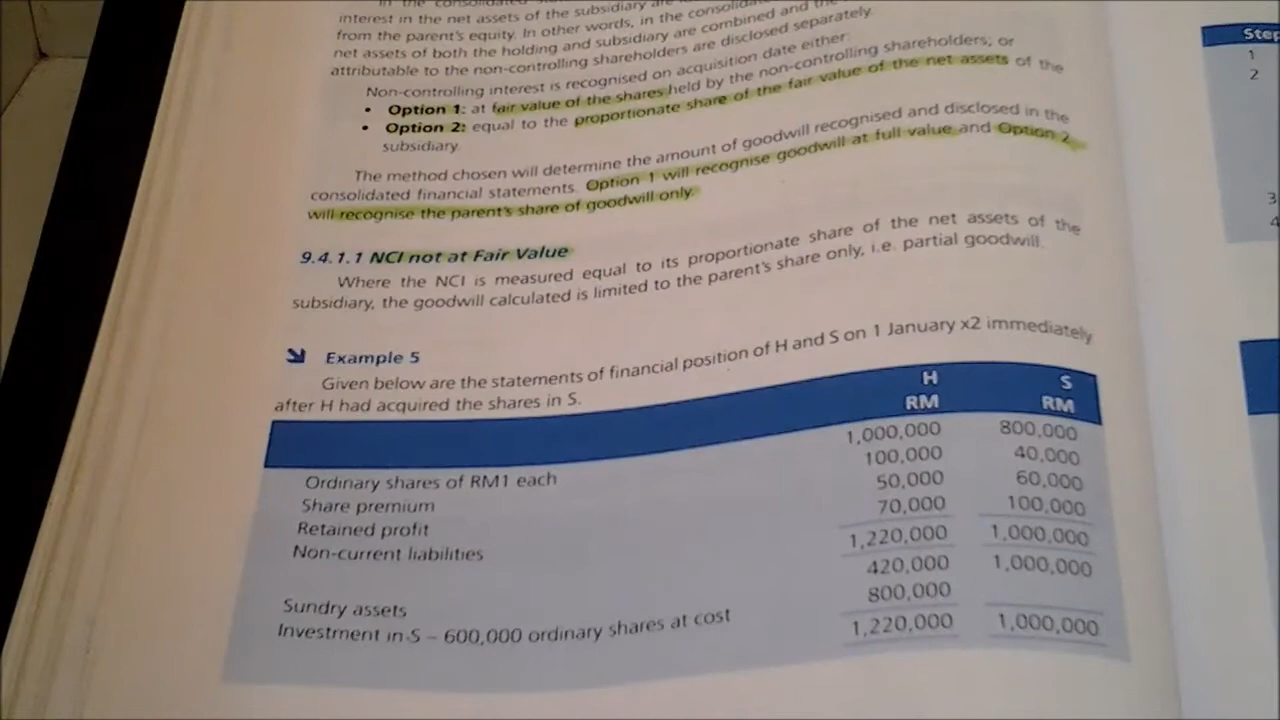 In the consolidated
interest in the net assets of the subsidiary are
from the parent's equity. In other words, in the consolidated
net assets of both the holding and subsidiary are combined and the
attributable to the non-controlling shareholders are disclosed separately.
Non-controlling interest is recognised on acquisition date either:
• Option 1: at fair value of the shares held by the non-controlling shareholders; or
• Option 2: equal to the proportionate share of the fair value of the net assets of the
subsidiary.
The method chosen will determine the amount of goodwill recognised and disclosed in the
consolidated financial statements. Option 1 will recognise goodwill at full value and Option 2
will recognise the parent's share of goodwill only.
9.4.1.1 NCI not at Fair Value
Where the NCI is measured equal to its proportionate share of the net assets of the
subsidiary, the goodwill calculated is limited to the parent's share only, i.e. partial goodwill.
Example 5
Given below are the statements of financial position of H and S on 1 January x2 immediately
after H had acquired the shares in S.
H S
RM RM
Ordinary shares of RM1 each 1,000,000 800,000
Share premium 100,000 40,000
Retained profit 50,000 60,000
Non-current liabilities 70,000 100,000
1,220,000 1,000,000
Sundry assets 420,000 1,000,000
Investment in S – 600,000 ordinary shares at cost 800,000
1,220,000 1,000,000
Step
1
2
3
4